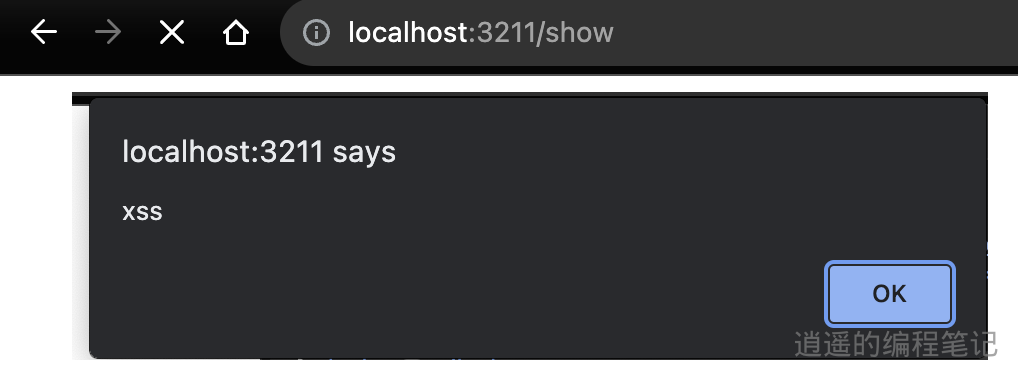 localhost:3211/show
localhost:3211 says
xss
OK
逍遥的编程笔记